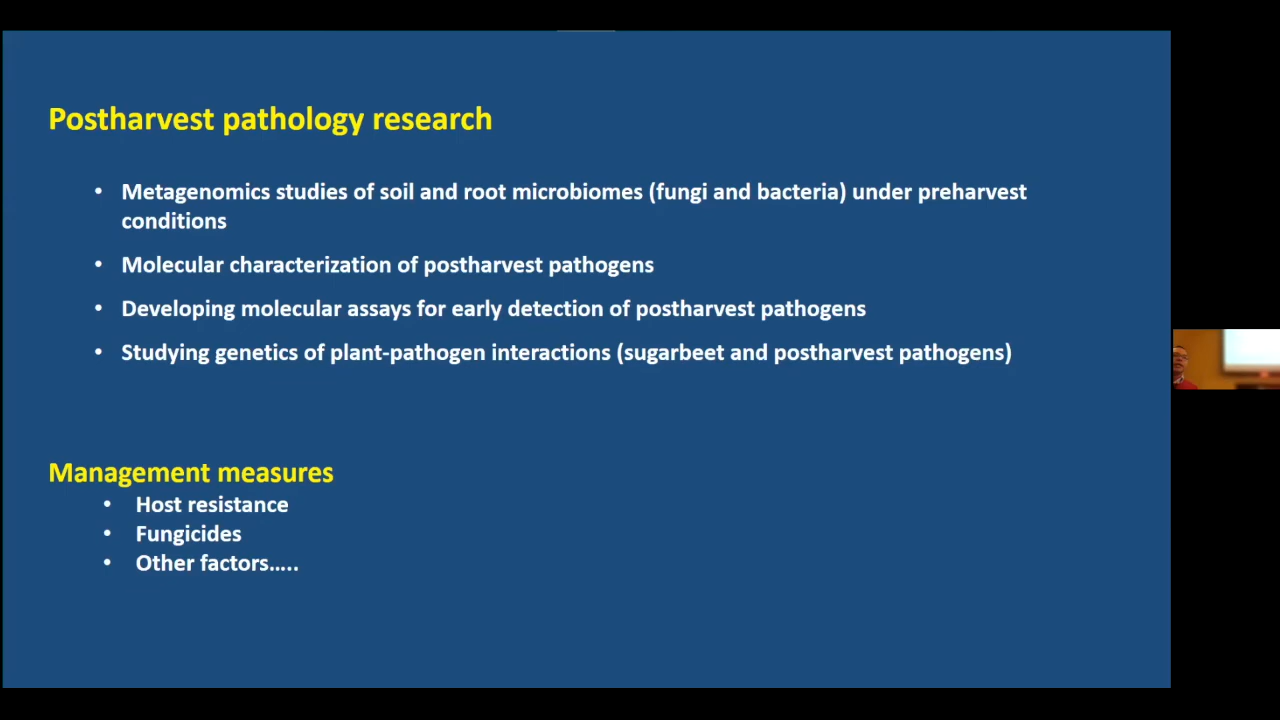 Postharvest pathology research
• Metagenomics studies of soil and root microbiomes (fungi and bacteria) under preharvest
conditions
• Molecular characterization of postharvest pathogens
• Developing molecular assays for early detection of postharvest pathogens
• Studying genetics of plant-pathogen interactions (sugarbeet and postharvest pathogens)
Management measures
• Host resistance
• Fungicides
• Other factors…..